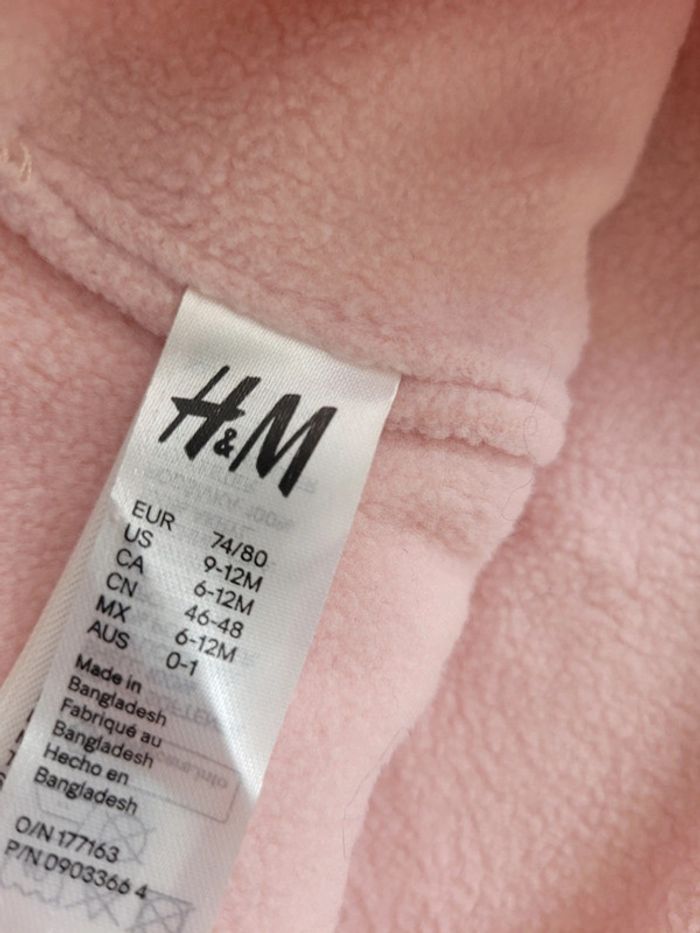 H&M
EUR 74/80
US 9-12M
CA 6-12M
CN 46-48
MX 6-12M
AUS 0-1
Made in
Bangladesh
Fabriqué au
Bangladesh
Hecho en
Bangladesh
O/N 177163
P/N 0903366 4